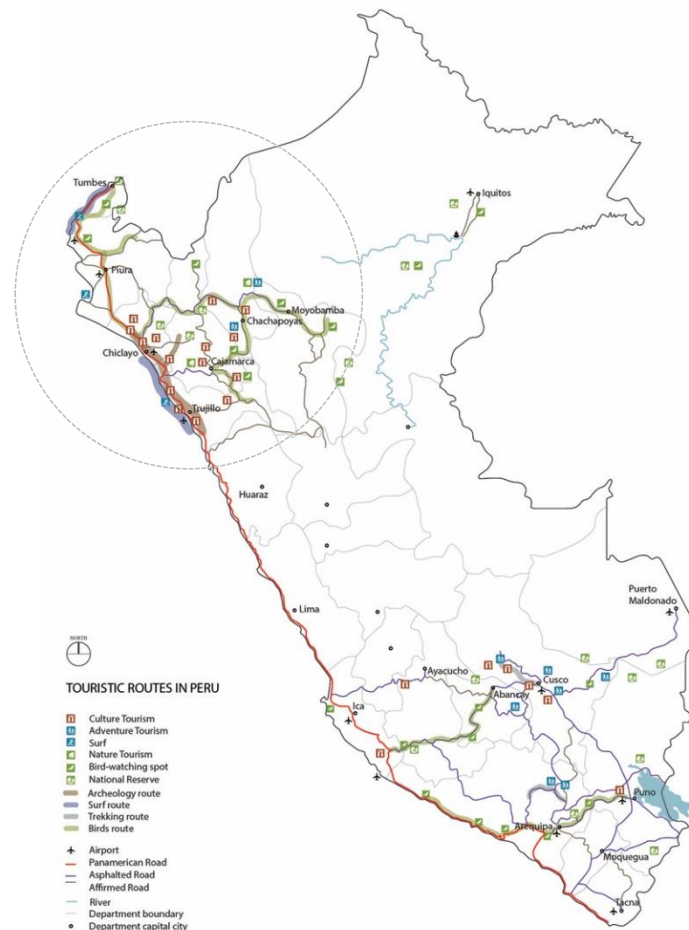 Tumbes
Iquitos
Piura
Moyobamba
Chachapoyas
Chiclayo
Cajamarca
Trujillo
Huaraz
Lima
Puerto
Maldonado
NORTH
Ayacucho
Cusco
Abancay
TOURISTIC ROUTES IN PERU
Ica
Culture Tourism
Adventure Tourism
Surf
Nature Tourism
Bird-watching spot
National Reserve
Archeology route
Surf route
Trekking route
Birds route
Puno
Arequipa
Moquegua
Airport
Panamerican Road
Asphalted Road
Affirmed Road
River
Department boundary
Department capital city
Tacna